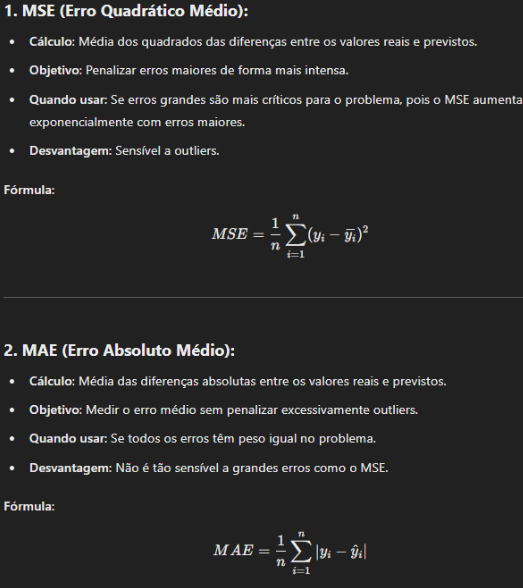 1. MSE (Erro Quadrático Médio):
• Cálculo: Média dos quadrados das diferenças entre os valores reais e previstos.
• Objetivo: Penalizar erros maiores de forma mais intensa.
• Quando usar: Se erros grandes são mais críticos para o problema, pois o MSE aumenta
exponencialmente com erros maiores.
• Desvantagem: Sensível a outliers.
Fórmula:
MSE = \frac{1}{n} \sum_{i=1}^{n} (y_i - \bar{y_i})^2
2. MAE (Erro Absoluto Médio):
• Cálculo: Média das diferenças absolutas entre os valores reais e previstos.
• Objetivo: Medir o erro médio sem penalizar excessivamente outliers.
• Quando usar: Se todos os erros têm peso igual no problema.
• Desvantagem: Não é tão sensível a grandes erros como o MSE.
Fórmula:
MAE = \frac{1}{n} \sum_{i=1}^{n} |y_i - \hat{y}_i|